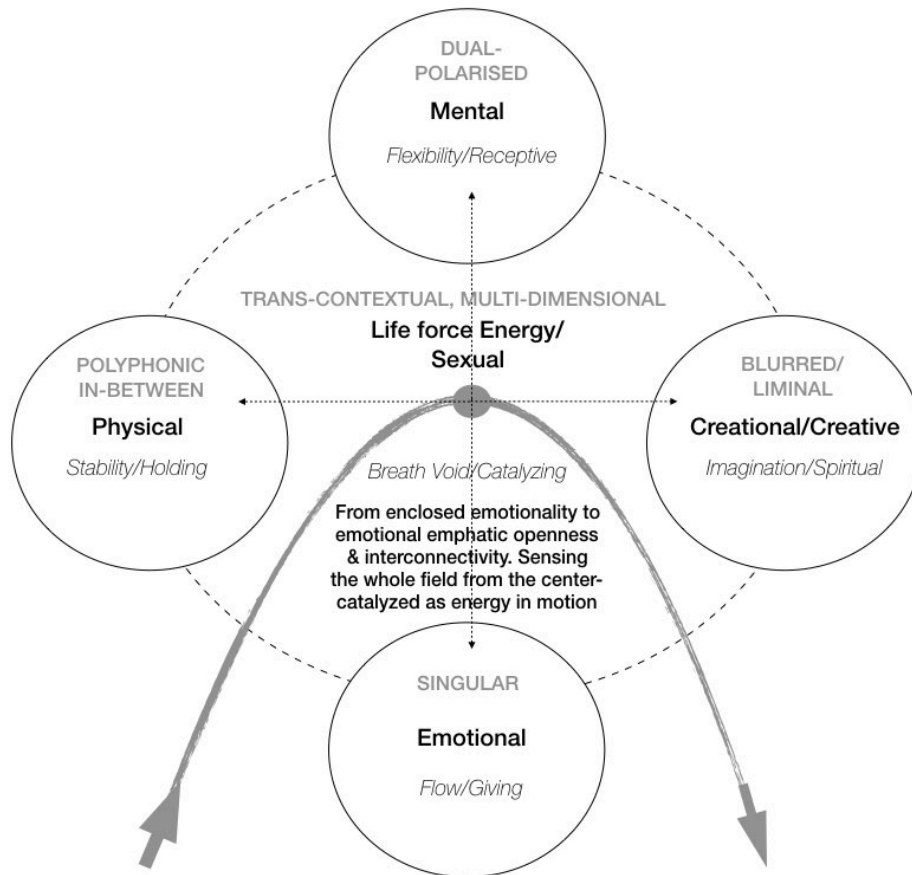 DUAL-
POLARISED
Mental
Flexibility/Receptive
TRANS-CONTEXTUAL, MULTI-DIMENSIONAL
Life force Energy/
Sexual
POLYPHONIC
IN-BETWEEN
Physical
Stability/Holding
BLURRED/
LIMINAL
Creational/Creative
Imagination/Spiritual
Breath Void/Catalyzing
From enclosed emotionality to
emotional emphatic openness
& interconnectivity. Sensing
the whole field from the center-
catalyzed as energy in motion
SINGULAR
Emotional
Flow/Giving